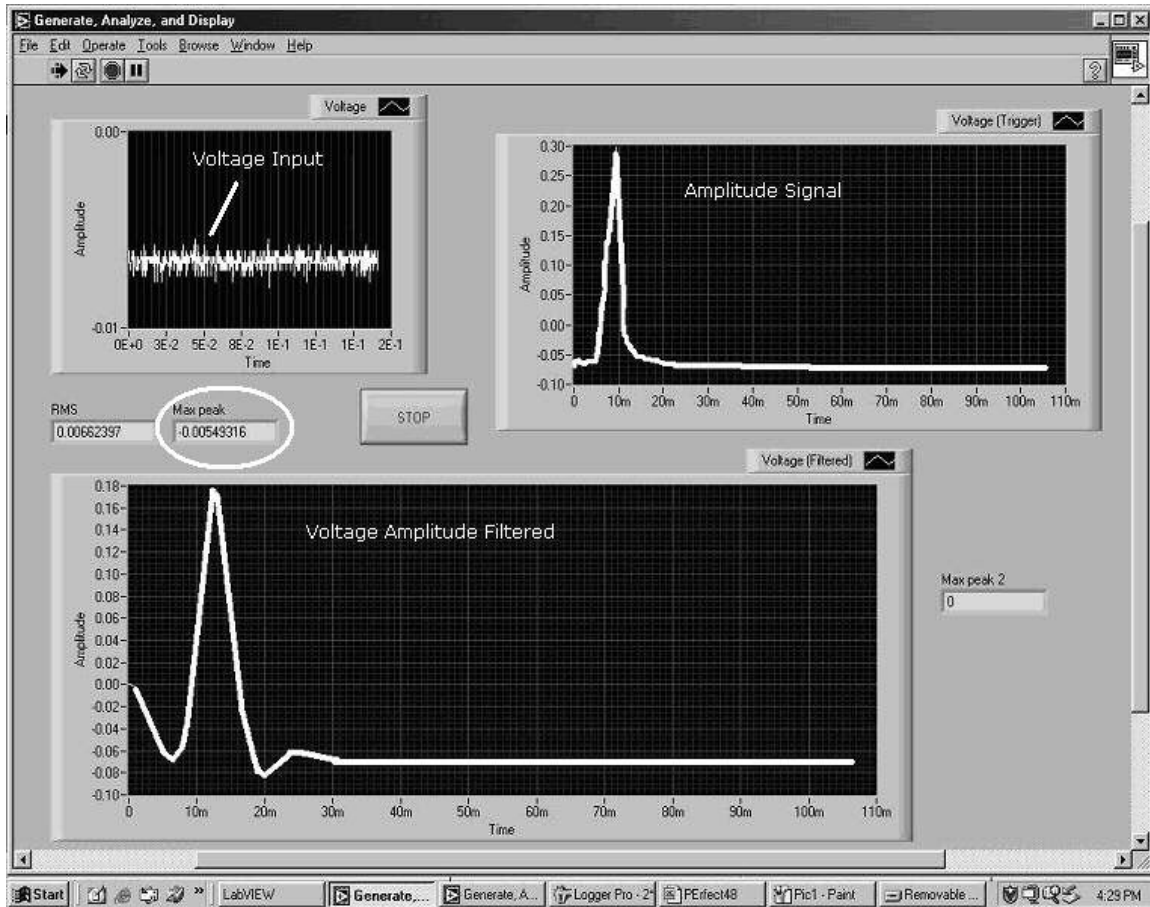 Generate, Analyze, and Display
File Edit Operate Tools Browse Window Help
Voltage
0.00
Voltage Input
Amplitude
-0.01
0E+0 3E-2 5E-2 8E-2 1E-1 1E-1 1E-1 2E-1
Time
Voltage (Trigger)
0.30
0.25
0.20
0.15
0.10
0.05
0.00
-0.05
-0.10
Amplitude Signal
Amplitude
0 10m 20m 30m 40m 50m 60m 70m 80m 90m 100m 110m
Time
RMS
0.00662397
Max peak
-0.00549316
STOP
Voltage (Filtered)
0.18
0.16
0.14
0.12
0.10
0.08
0.06
0.04
0.02
0.00
-0.02
-0.04
-0.06
-0.08
-0.10
Voltage Amplitude Filtered
Amplitude
0 10m 20m 30m 40m 50m 60m 70m 80m 90m 100m 110m
Time
Max peak 2
0
Start » LabVIEW Generate,... Generate, A... Logger Pro - 2* PErfect48 Pic1 - Paint Removable ... 4:29 PM